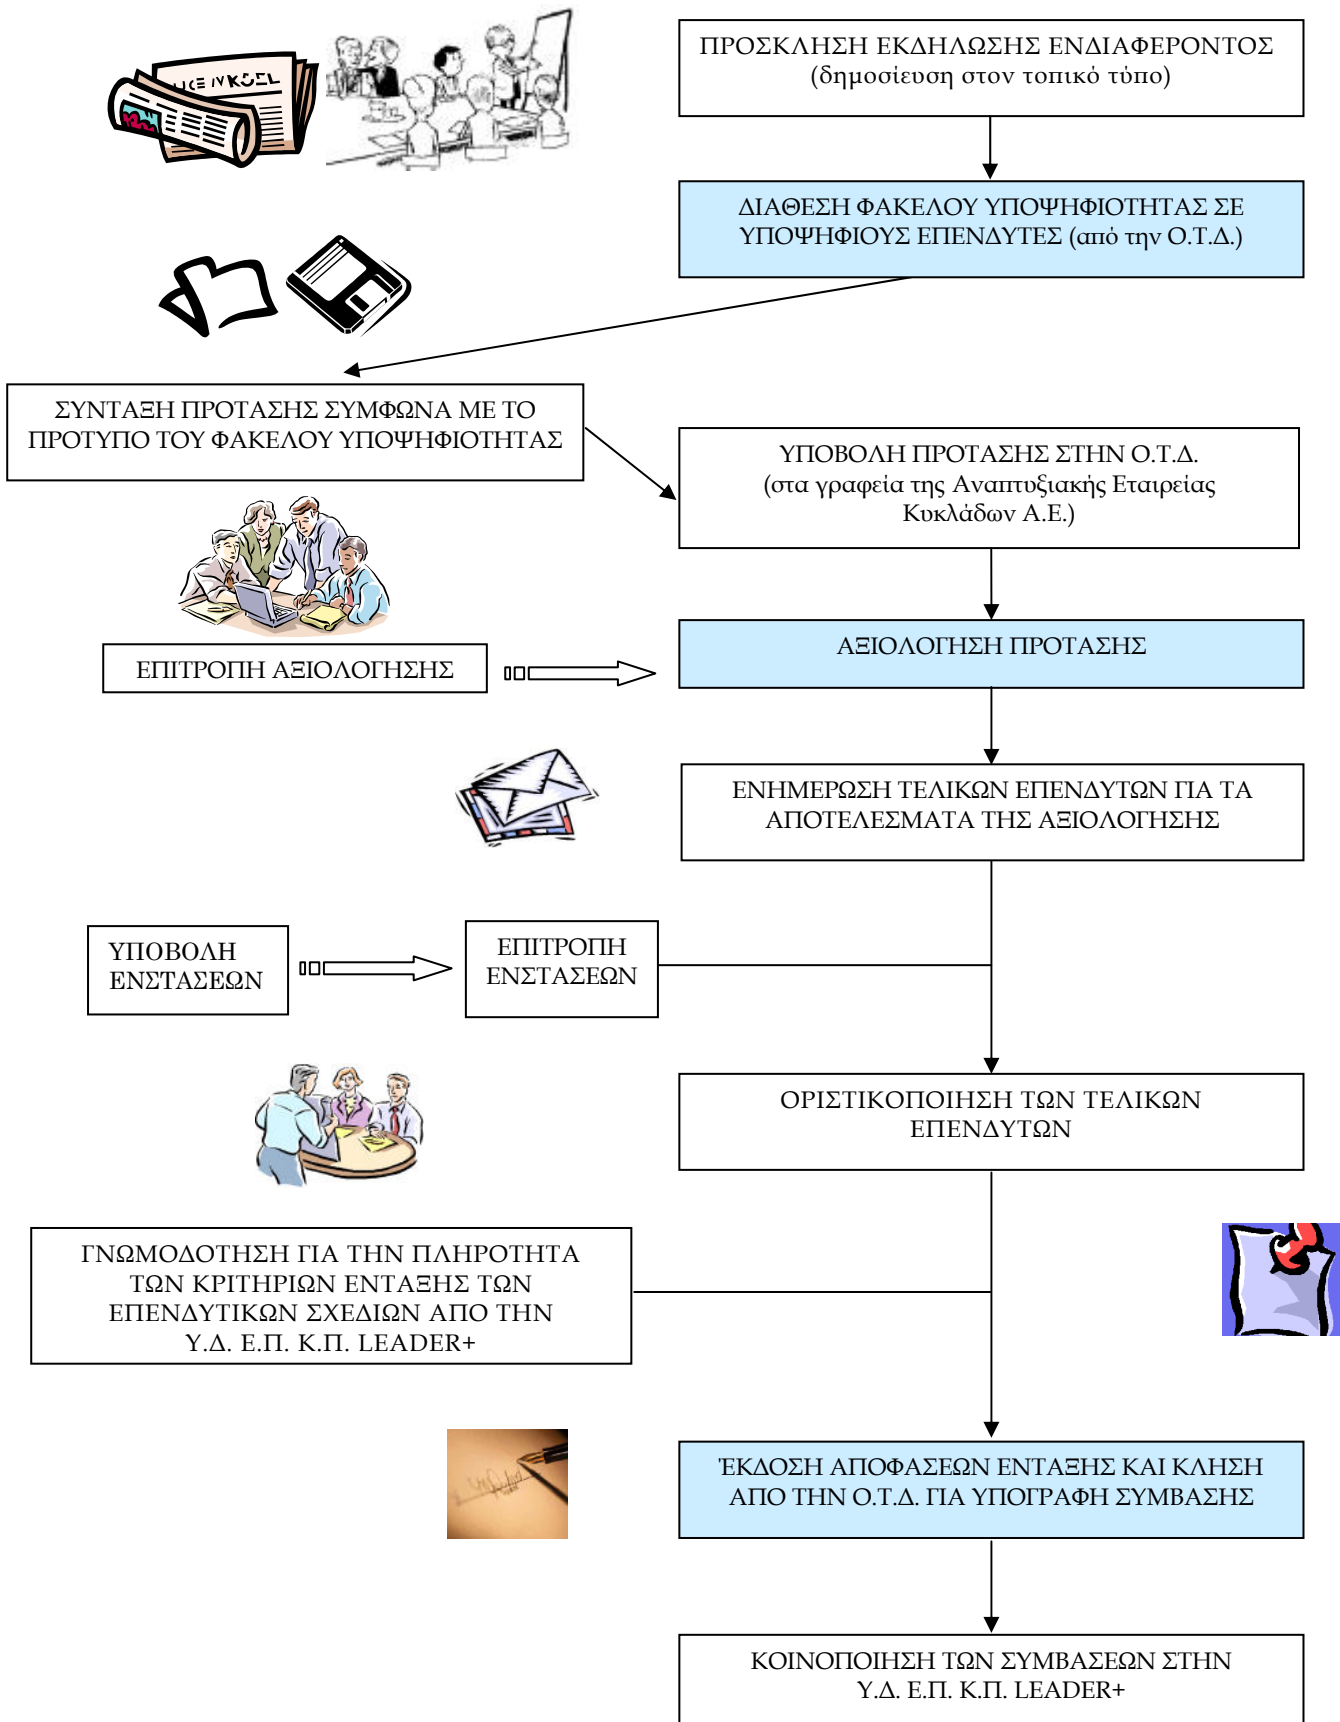 ΠΡΟΣΚΛΗΣΗ ΕΚΔΗΛΩΣΗΣ ΕΝΔΙΑΦΕΡΟΝΤΟΣ
(δημοσίευση στον τοπικό τύπο)
ΔΙΑΘΕΣΗ ΦΑΚΕΛΟΥ ΥΠΟΨΗΦΙΟΤΗΤΑΣ ΣΕ
ΥΠΟΨΗΦΙΟΥΣ ΕΠΕΝΔΥΤΕΣ (από την Ο.Τ.Δ.)
ΣΥΝΤΑΞΗ ΠΡΟΤΑΣΗΣ ΣΥΜΦΩΝΑ ΜΕ ΤΟ
ΠΡΟΤΥΠΟ ΤΟΥ ΦΑΚΕΛΟΥ ΥΠΟΨΗΦΙΟΤΗΤΑΣ
ΥΠΟΒΟΛΗ ΠΡΟΤΑΣΗΣ ΣΤΗΝ Ο.Τ.Δ.
(στα γραφεία της Αναπτυξιακής Εταιρείας
Κυκλάδων Α.Ε.)
ΕΠΙΤΡΟΠΗ ΑΞΙΟΛΟΓΗΣΗΣ
ΑΞΙΟΛΟΓΗΣΗ ΠΡΟΤΑΣΗΣ
ΕΝΗΜΕΡΩΣΗ ΤΕΛΙΚΩΝ ΕΠΕΝΔΥΤΩΝ ΓΙΑ ΤΑ
ΑΠΟΤΕΛΕΣΜΑΤΑ ΤΗΣ ΑΞΙΟΛΟΓΗΣΗΣ
ΥΠΟΒΟΛΗ
ΕΝΣΤΑΣΕΩΝ
ΕΠΙΤΡΟΠΗ
ΕΝΣΤΑΣΕΩΝ
ΟΡΙΣΤΙΚΟΠΟΙΗΣΗ ΤΩΝ ΤΕΛΙΚΩΝ
ΕΠΕΝΔΥΤΩΝ
ΓΝΩΜΟΔΟΤΗΣΗ ΓΙΑ ΤΗΝ ΠΛΗΡΟΤΗΤΑ
ΤΩΝ ΚΡΙΤΗΡΙΩΝ ΕΝΤΑΞΗΣ ΤΩΝ
ΕΠΕΝΔΥΤΙΚΩΝ ΣΧΕΔΙΩΝ ΑΠΟ ΤΗΝ
Υ.Δ. Ε.Π. Κ.Π. LEADER+
ΈΚΔΟΣΗ ΑΠΟΦΑΣΕΩΝ ΕΝΤΑΞΗΣ ΚΑΙ ΚΛΗΣΗ
ΑΠΟ ΤΗΝ Ο.Τ.Δ. ΓΙΑ ΥΠΟΓΡΑΦΗ ΣΥΜΒΑΣΗΣ
ΚΟΙΝΟΠΟΙΗΣΗ ΤΩΝ ΣΥΜΒΑΣΕΩΝ ΣΤΗΝ
Υ.Δ. Ε.Π. Κ.Π. LEADER+